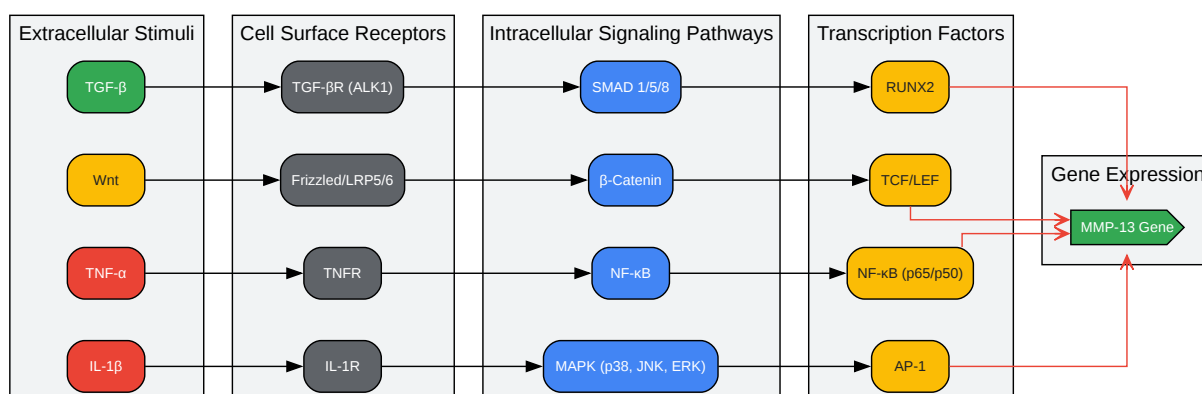 Extracellular Stimuli
Cell Surface Receptors
Intracellular Signaling Pathways
Transcription Factors
TGF-β
TGF-βR (ALK1)
SMAD 1/5/8
RUNX2
Wnt
Frizzled/LRP5/6
β-Catenin
TCF/LEF
Gene Expression
MMP-13 Gene
TNF-α
TNFR
NF-κB
NF-κB (p65/p50)
IL-1β
IL-1R
MAPK (p38, JNK, ERK)
AP-1